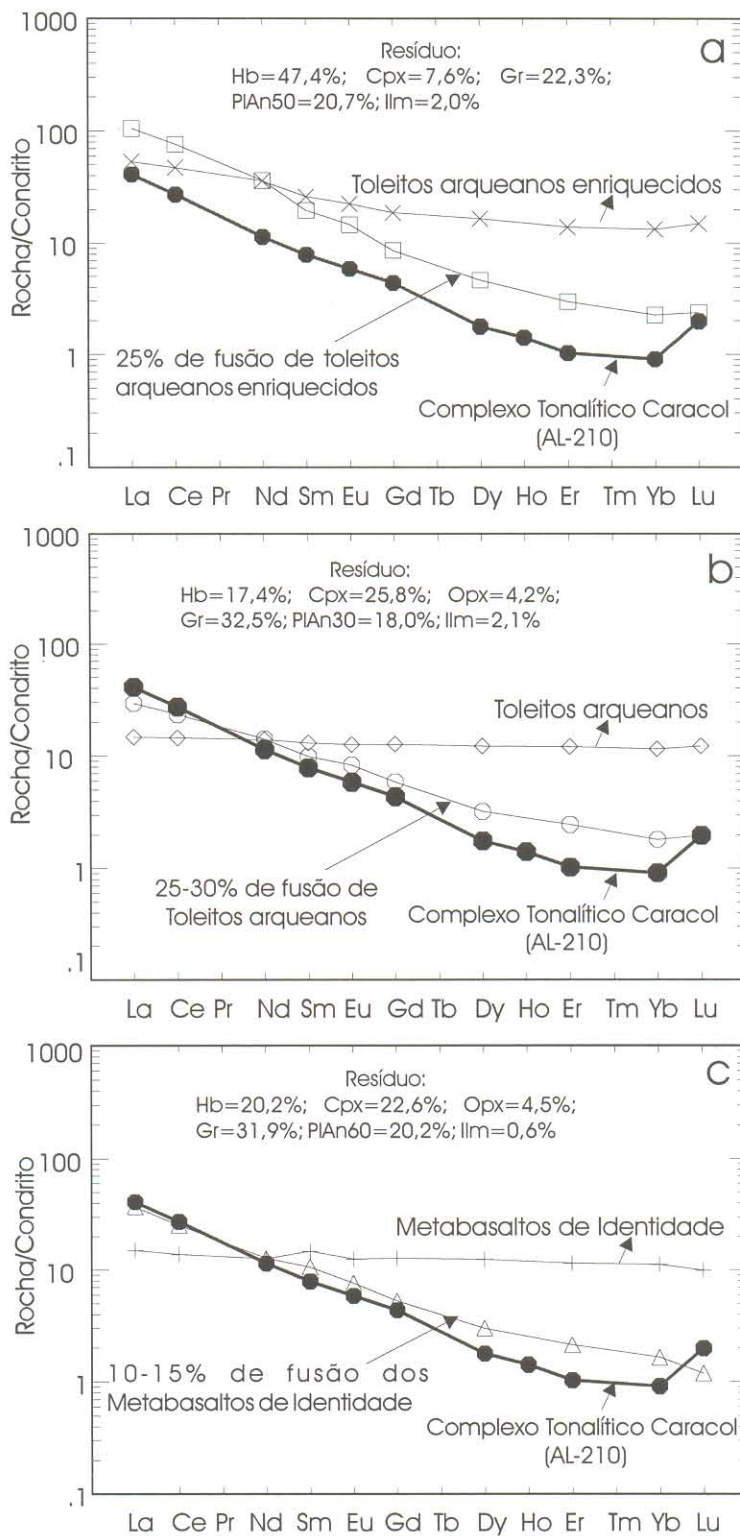 1000
a
Resíduo:
Hb=47,4%; Cpx=7,6%; Gr=22,3%;
PlAn50=20,7%; Ilm=2,0%
100
Toleitos arqueanos enriquecidos
Rocha/Condrito
10
25% de fusão de toleitos
arqueanos enriquecidos
1
Complexo Tonalítico Caracol
(AL-210)
.1
La Ce Pr Nd Sm Eu Gd Tb Dy Ho Er Tm Yb Lu
1000
b
Resíduo:
Hb=17,4%; Cpx=25,8%; Opx=4,2%;
Gr=32,5%; PlAn30=18,0%; Ilm=2,1%
100
Toleitos arqueanos
Rocha/Condrito
10
25-30% de fusão de
Toleitos arqueanos
1
Complexo Tonalítico Caracol
(AL-210)
.1
La Ce Pr Nd Sm Eu Gd Tb Dy Ho Er Tm Yb Lu
1000
c
Resíduo:
Hb=20,2%; Cpx=22,6%; Opx=4,5%;
Gr=31,9%; PlAn60=20,2%; Ilm=0,6%
100
Metabasaltos de Identidade
Rocha/Condrito
10
10-15% de fusão dos
Metabasaltos de Identidade
1
Complexo Tonalítico Caracol
(AL-210)
.1
La Ce Pr Nd Sm Eu Gd Tb Dy Ho Er Tm Yb Lu